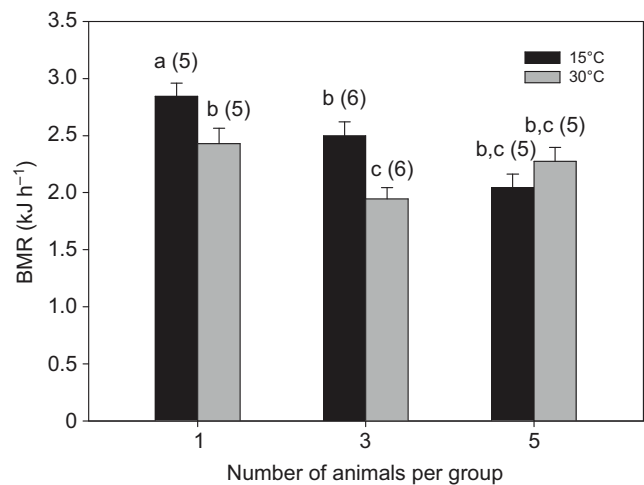 3.5
15°C
30°C
3.0
a (5)
b (5)
b (6)
c (6)
b,c (5)
b,c (5)
2.5
2.0
1.5
1.0
0.5
0
BMR (kJ h⁻¹)
1 3 5
Number of animals per group